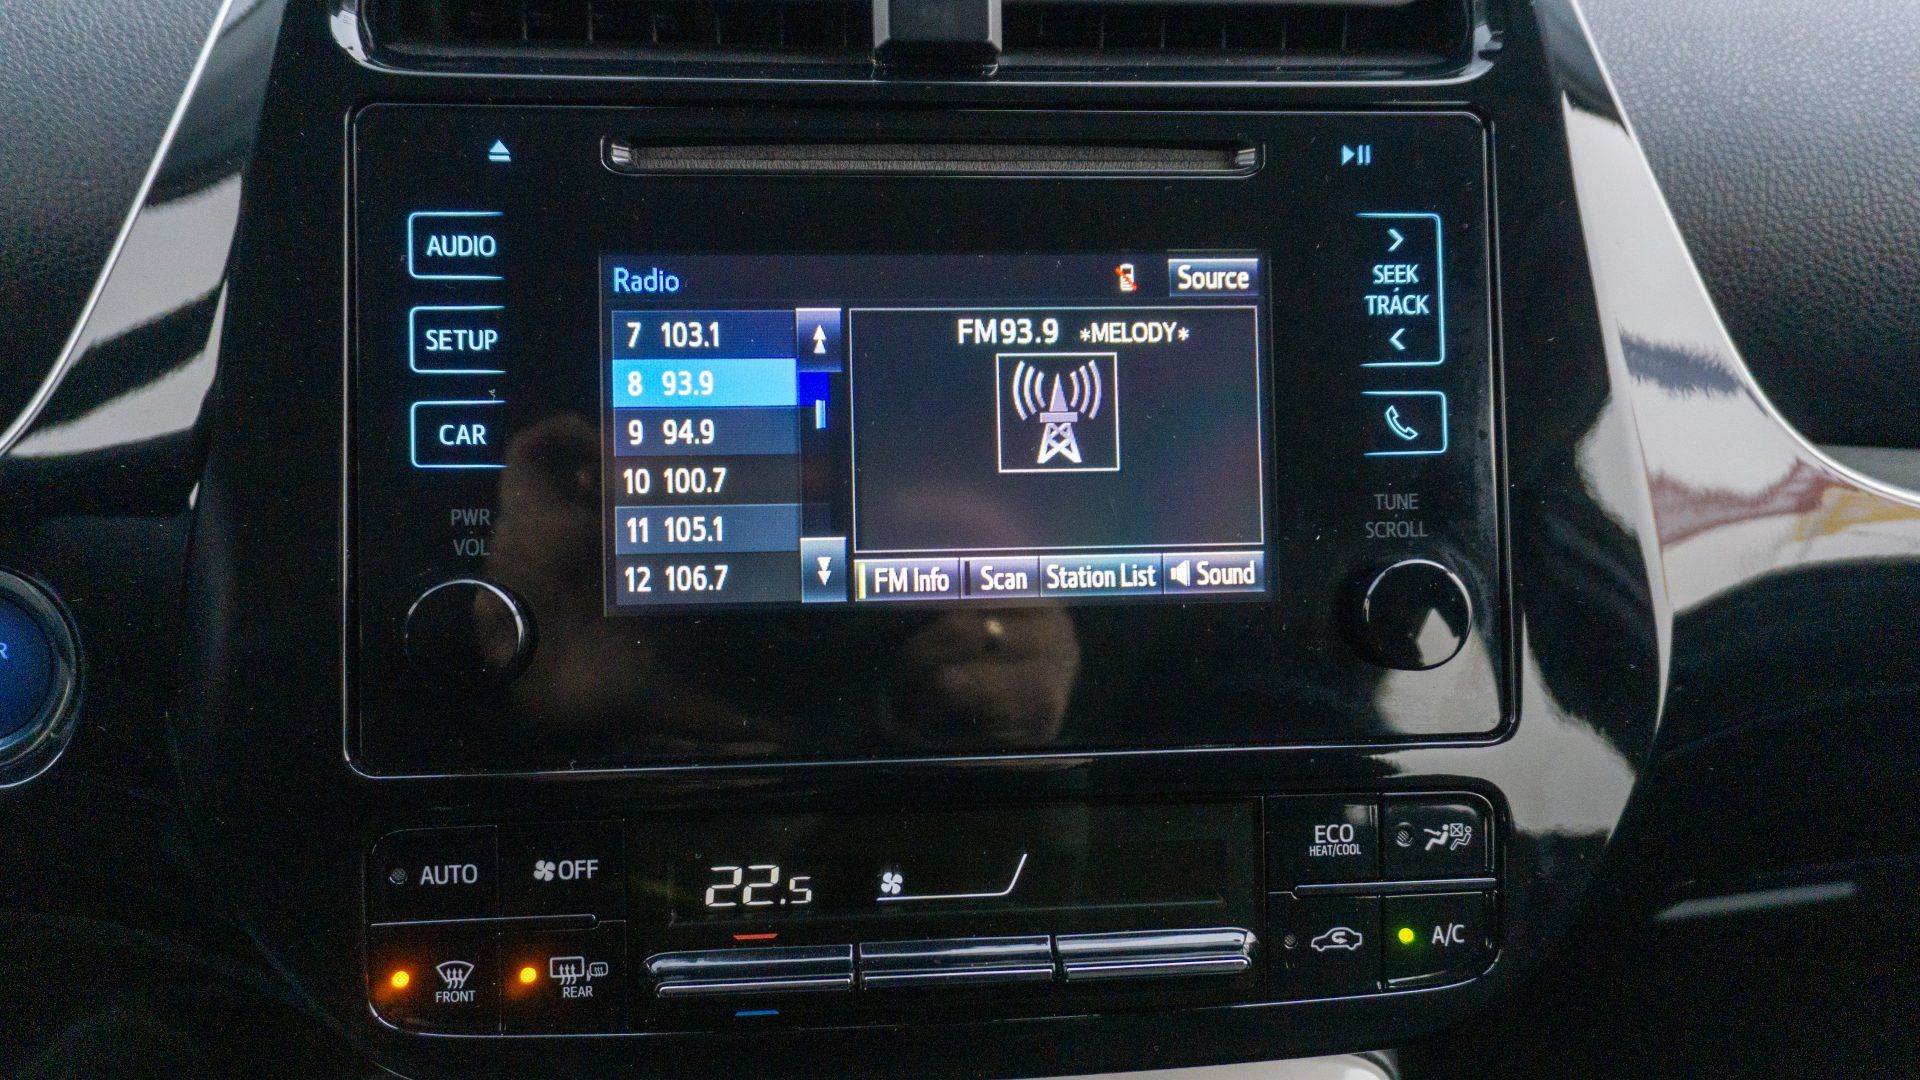 AUDIO
SETUP
CAR
PWR
VOL
Radio
Source
7 103.1
8 93.9
9 94.9
10 100.7
11 105.1
12 106.7
FM 93.9 *MELODY*
FM Info
Scan
Station List
Sound
SEEK
TRACK
TUNE
SCROLL
AUTO
OFF
22.5
ECO
HEAT/COOL
FRONT
REAR
A/C